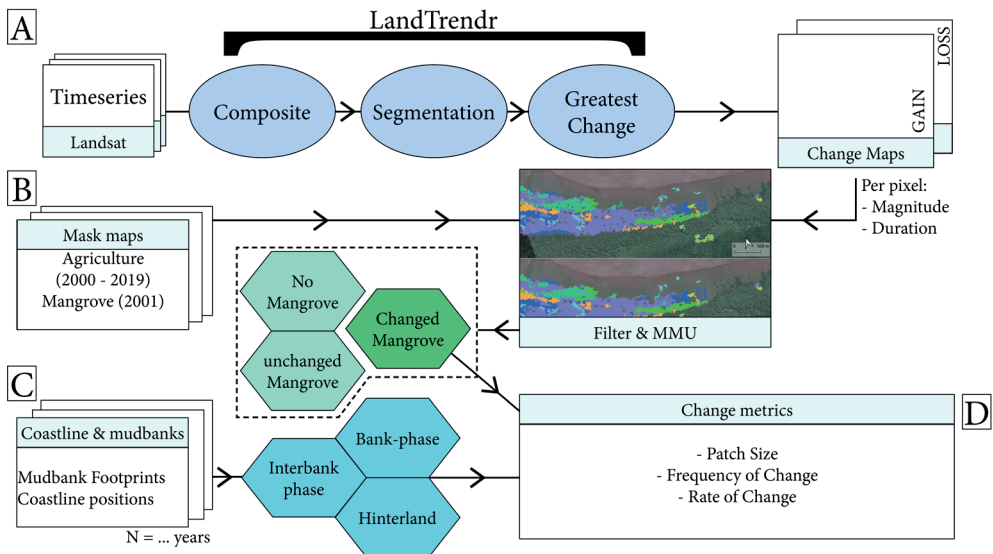 A
LandTrendr
Timeseries
Landsat
Composite
Segmentation
Greatest
Change
LOSS
GAIN
Change Maps
B
Per pixel:
- Magnitude
- Duration
Mask maps
Agriculture
(2000 - 2019)
Mangrove (2001)
No
Mangrove
Changed
Mangrove
unchanged
Mangrove
Filter & MMU
C
Coastline & mudbanks
Mudbank Footprints
Coastline positions
N = ... years
Bank-phase
Interbank
phase
Hinterland
D
Change metrics
- Patch Size
- Frequency of Change
- Rate of Change